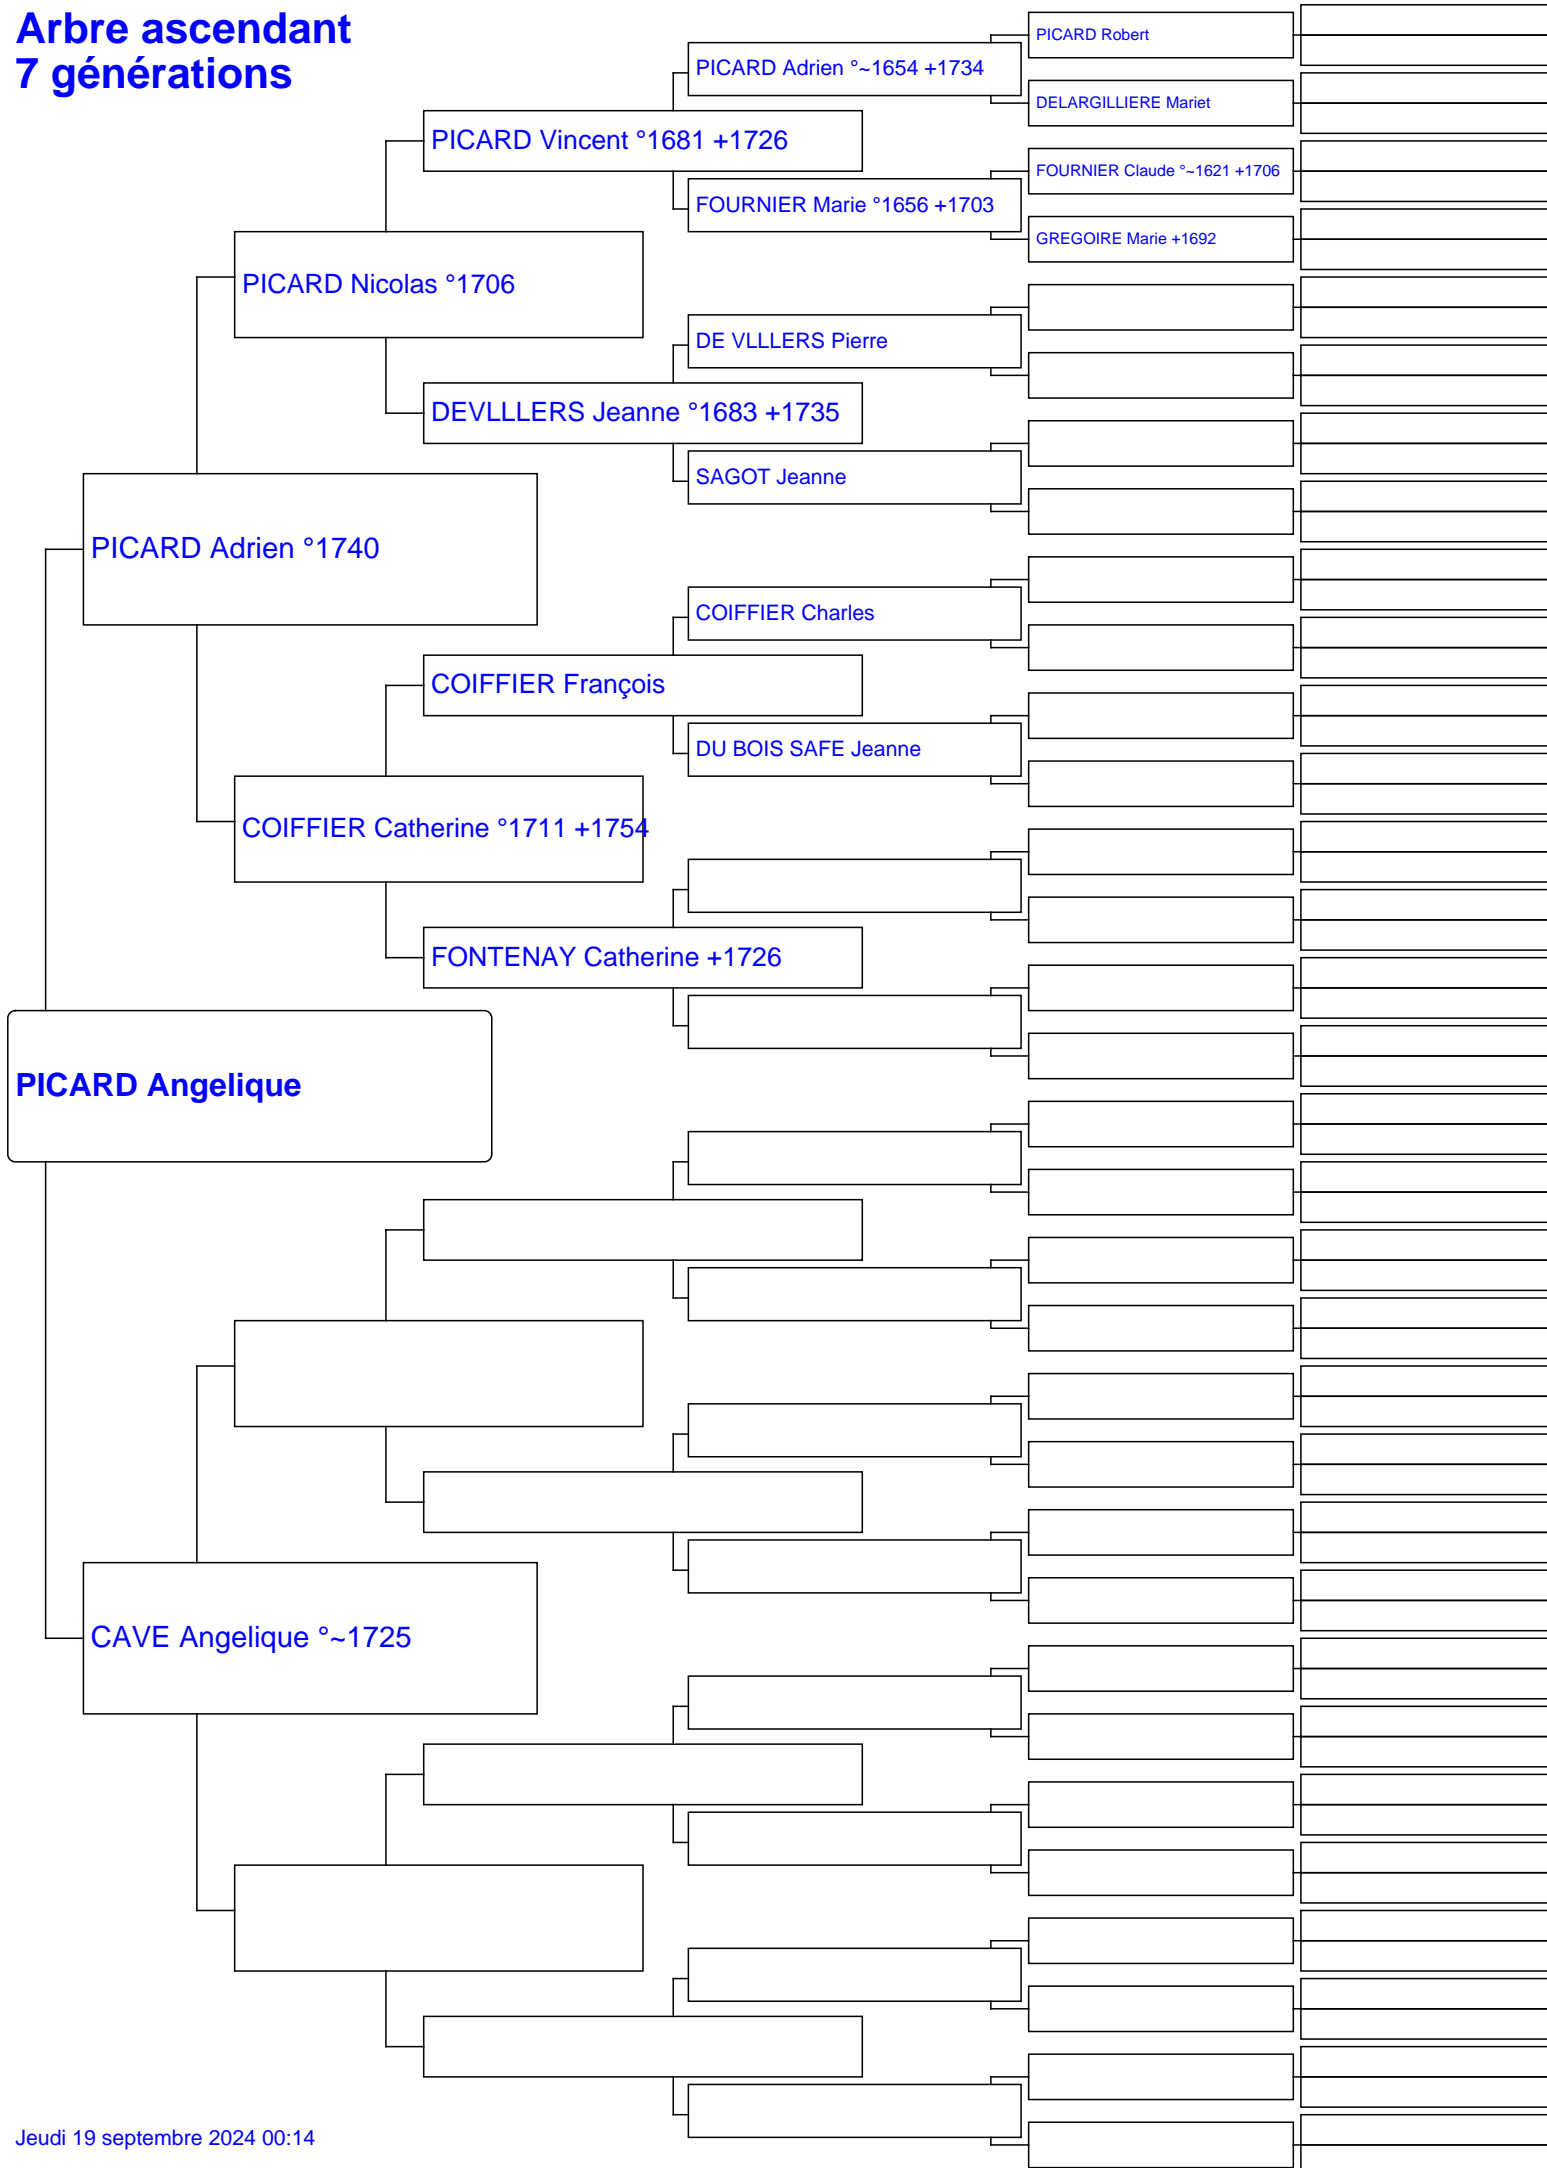 Arbre ascendant
7 générations
PICARD Robert
PICARD Adrien °~1654 +1734
DELARGILLIERE Mariet
PICARD Vincent °1681 +1726
FOURNIER Claude °~1621 +1706
FOURNIER Marie °1656 +1703
GREGOIRE Marie +1692
PICARD Nicolas °1706
DE VLLLERS Pierre
DEVLLLERS Jeanne °1683 +1735
SAGOT Jeanne
PICARD Adrien °1740
COIFFIER Charles
COIFFIER François
DU BOIS SAFE Jeanne
COIFFIER Catherine °1711 +1754
FONTENAY Catherine +1726
PICARD Angelique
CAVE Angelique °~1725
Jeudi 19 septembre 2024 00:14